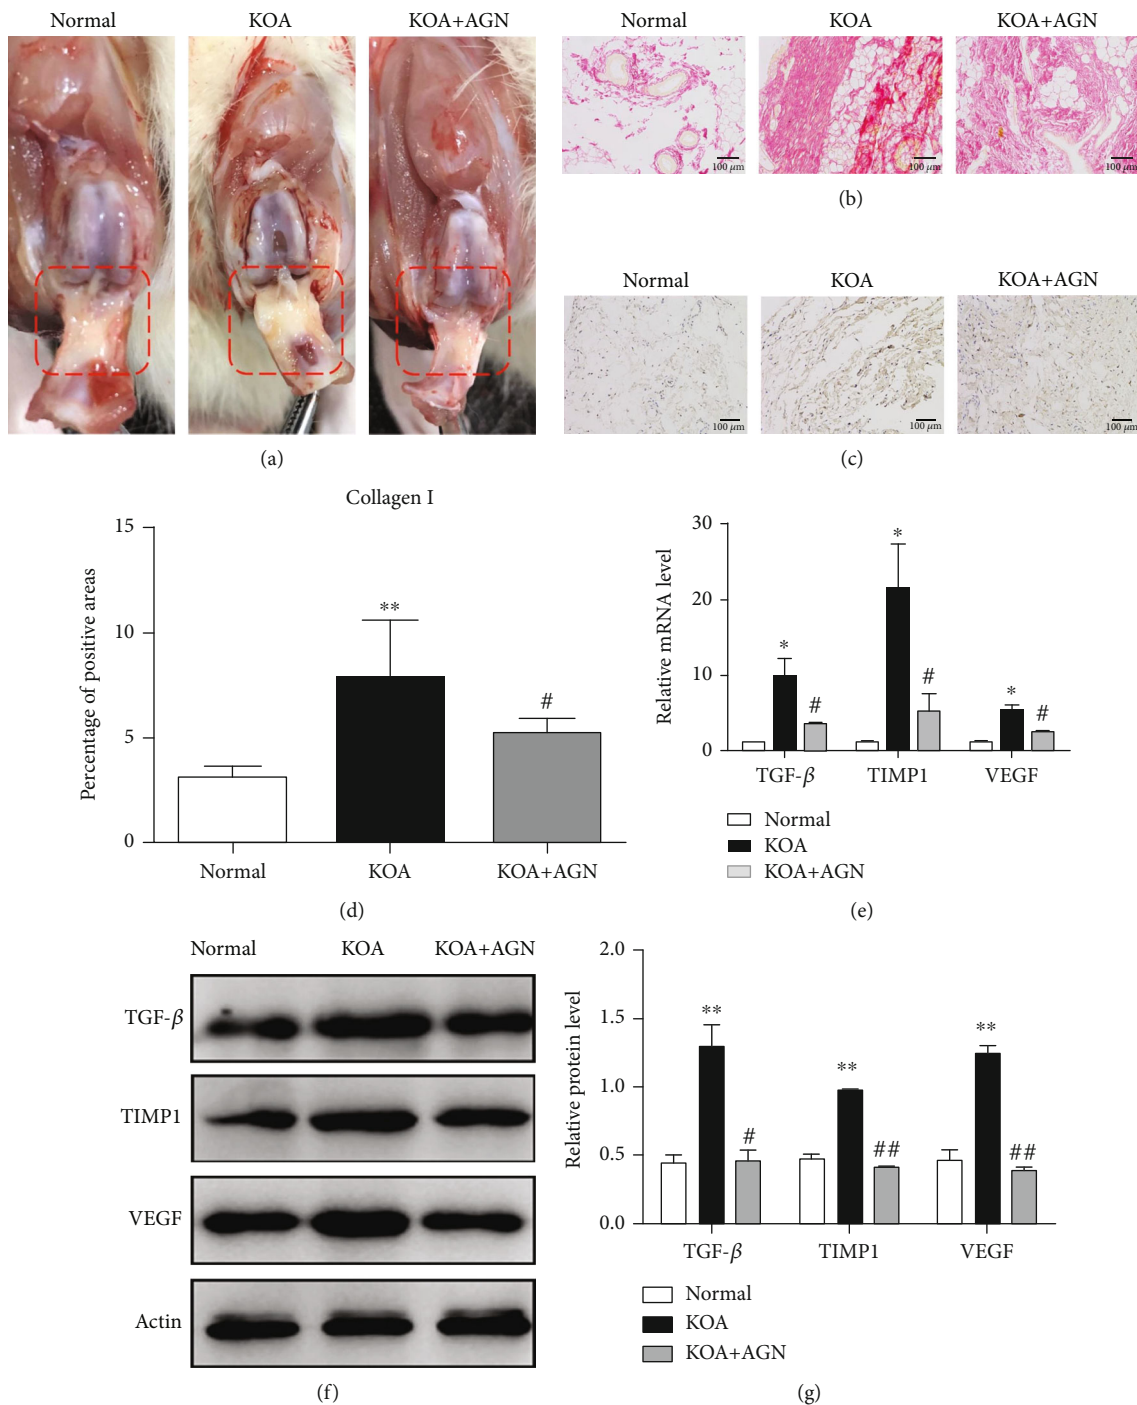 Normal KOA KOA+AGN
(a)
Normal KOA KOA+AGN
100 μm 100 μm 100 μm
(b)
Normal KOA KOA+AGN
100 μm 100 μm 100 μm
(c)
Collagen I
Percentage of positive areas
15
10
5
0
**
#
Normal KOA KOA+AGN
(d)
Relative mRNA level
30
20
10
0
* # * # * #
TGF-β TIMP1 VEGF
Normal
KOA
KOA+AGN
(e)
Normal KOA KOA+AGN
TGF-β
TIMP1
VEGF
Actin
(f)
Relative protein level
2.0
1.5
1.0
0.5
0.0
** # ** ## ** ##
TGF-β TIMP1 VEGF
Normal
KOA
KOA+AGN
(g)